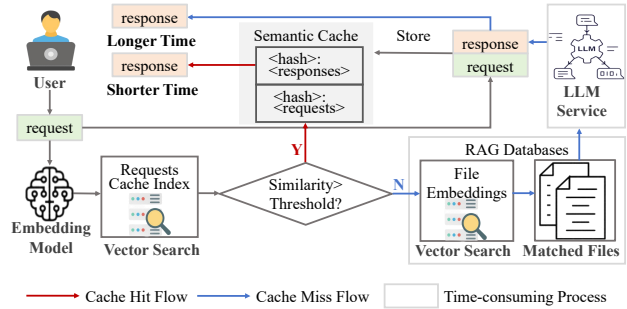 response
Longer Time
response
Shorter Time
User
request
Embedding
Model
Requests
Cache Index
Vector Search
Semantic Cache
<hash>:
<responses>
<hash>:
<requests>
Store
response
request
LLM
LLM
Service
Y
Similarity>
Threshold?
N
RAG Databases
File
Embeddings
Vector Search
Matched Files
Cache Hit Flow
Cache Miss Flow
Time-consuming Process